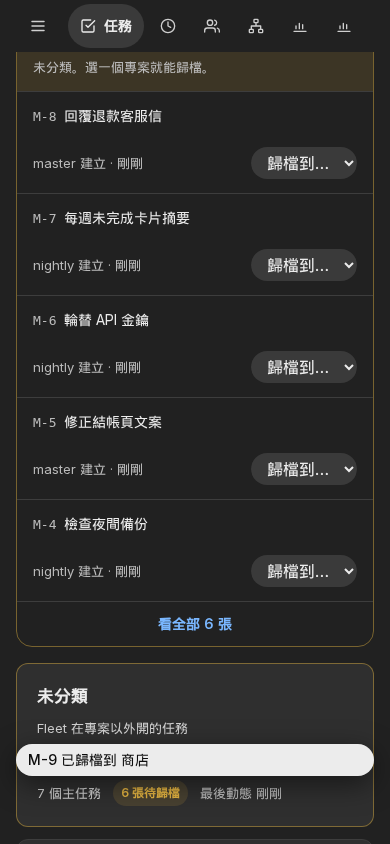 任務
未分類。選一個專案就能歸檔。
M-8 回覆退款客服信
master 建立 · 剛剛 歸檔到…
M-7 每週未完成卡片摘要
nightly 建立 · 剛剛 歸檔到…
M-6 輪替 API 金鑰
nightly 建立 · 剛剛 歸檔到…
M-5 修正結帳頁文案
master 建立 · 剛剛 歸檔到…
M-4 檢查夜間備份
nightly 建立 · 剛剛 歸檔到…
看全部 6 張
未分類
Fleet 在專案以外開的任務
M-9 已歸檔到 商店
7 個主任務 6 張待歸檔 最後動態 剛剛